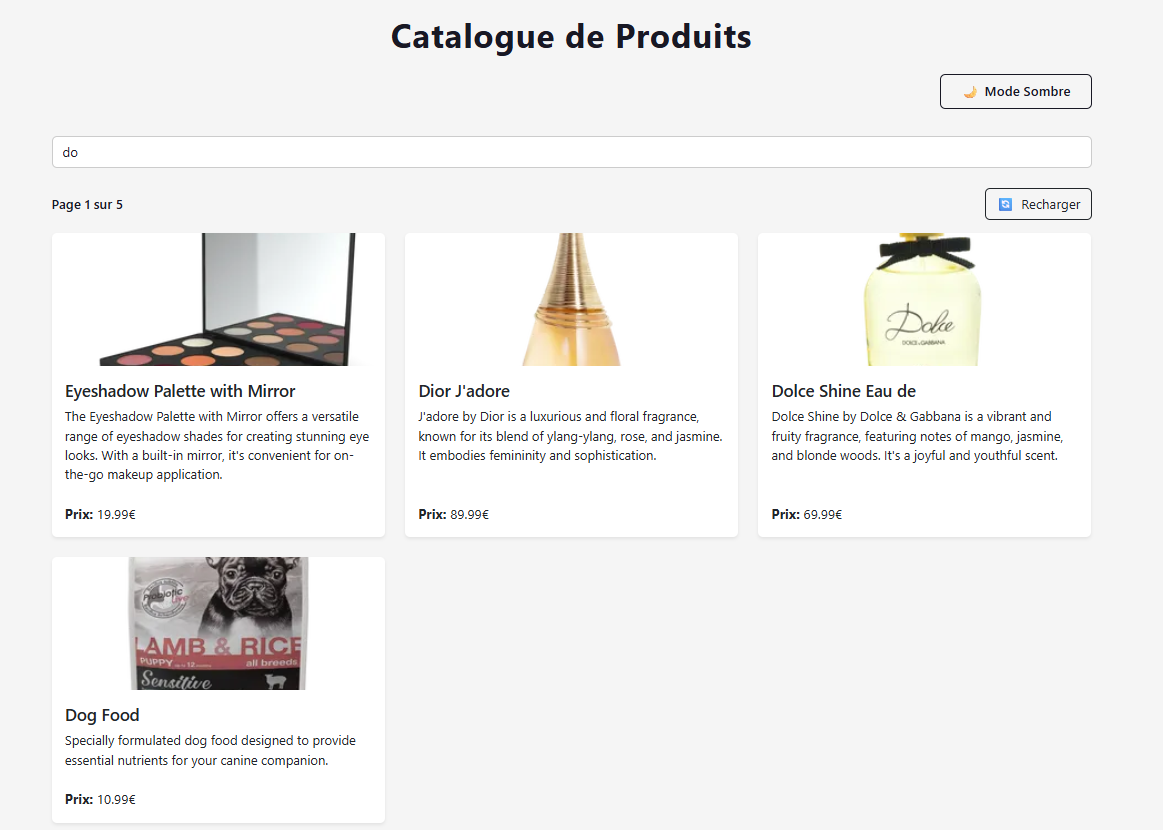 Catalogue de Produits
Mode Sombre
do
Page 1 sur 5
Recharger
Eyeshadow Palette with Mirror
The Eyeshadow Palette with Mirror offers a versatile
range of eyeshadow shades for creating stunning eye
looks. With a built-in mirror, it's convenient for on-
the-go makeup application.
Prix: 19.99€
Dior J'adore
J'adore by Dior is a luxurious and floral fragrance,
known for its blend of ylang-ylang, rose, and jasmine.
It embodies femininity and sophistication.
Prix: 89.99€
Dolce
DOLCE & GABBANA
Dolce Shine Eau de
Dolce Shine by Dolce & Gabbana is a vibrant and
fruity fragrance, featuring notes of mango, jasmine,
and blonde woods. It's a joyful and youthful scent.
Prix: 69.99€
Probiotic
LAMB & RICE
PUPPY up to 12 months all breeds
Sensitive
Dog Food
Specially formulated dog food designed to provide
essential nutrients for your canine companion.
Prix: 10.99€